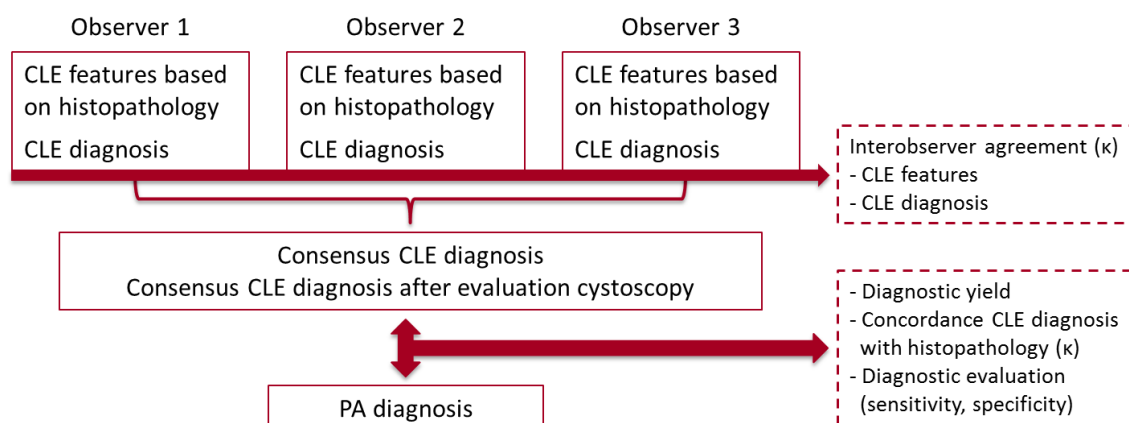 Observer 1
Observer 2
Observer 3
CLE features based
on histopathology
CLE diagnosis
CLE features based
on histopathology
CLE diagnosis
CLE features based
on histopathology
CLE diagnosis
Interobserver agreement (κ)
- CLE features
- CLE diagnosis
Consensus CLE diagnosis
Consensus CLE diagnosis after evaluation cystoscopy
- Diagnostic yield
- Concordance CLE diagnosis
with histopathology (κ)
- Diagnostic evaluation
(sensitivity, specificity)
PA diagnosis